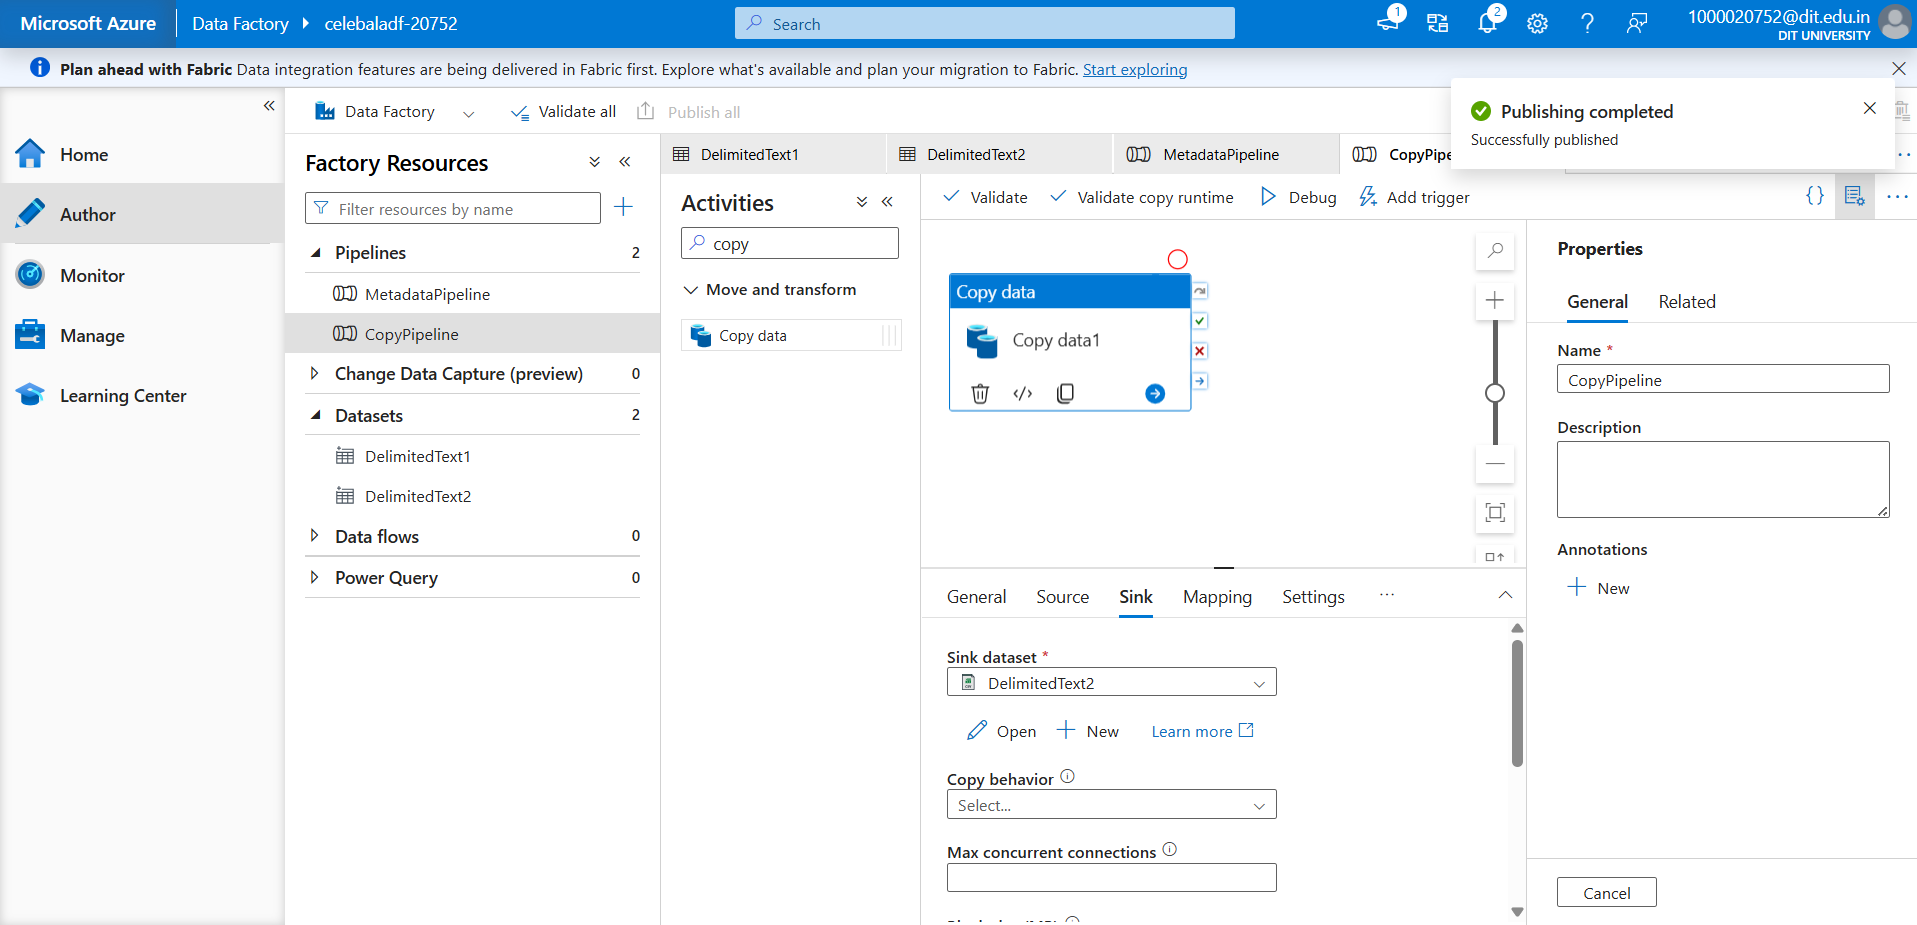 Microsoft Azure
Data Factory
celebaladf-20752
Search
1
2
1000020752@dit.edu.in
DIT UNIVERSITY
Plan ahead with Fabric Data integration features are being delivered in Fabric first. Explore what's available and plan your migration to Fabric. Start exploring
Publishing completed
Successfully published
Home
Author
Monitor
Manage
Learning Center
Data Factory
Validate all
Publish all
Factory Resources
Filter resources by name
Pipelines
2
MetadataPipeline
CopyPipeline
Change Data Capture (preview)
0
Datasets
2
DelimitedText1
DelimitedText2
Data flows
0
Power Query
0
DelimitedText1
DelimitedText2
MetadataPipeline
CopyPipe
Activities
copy
Move and transform
Copy data
Validate
Validate copy runtime
Debug
Add trigger
Copy data
Copy data1
General
Source
Sink
Mapping
Settings
Sink dataset *
DelimitedText2
Open
New
Learn more
Copy behavior
Select...
Max concurrent connections
Properties
General
Related
Name *
CopyPipeline
Description
Annotations
New
Cancel